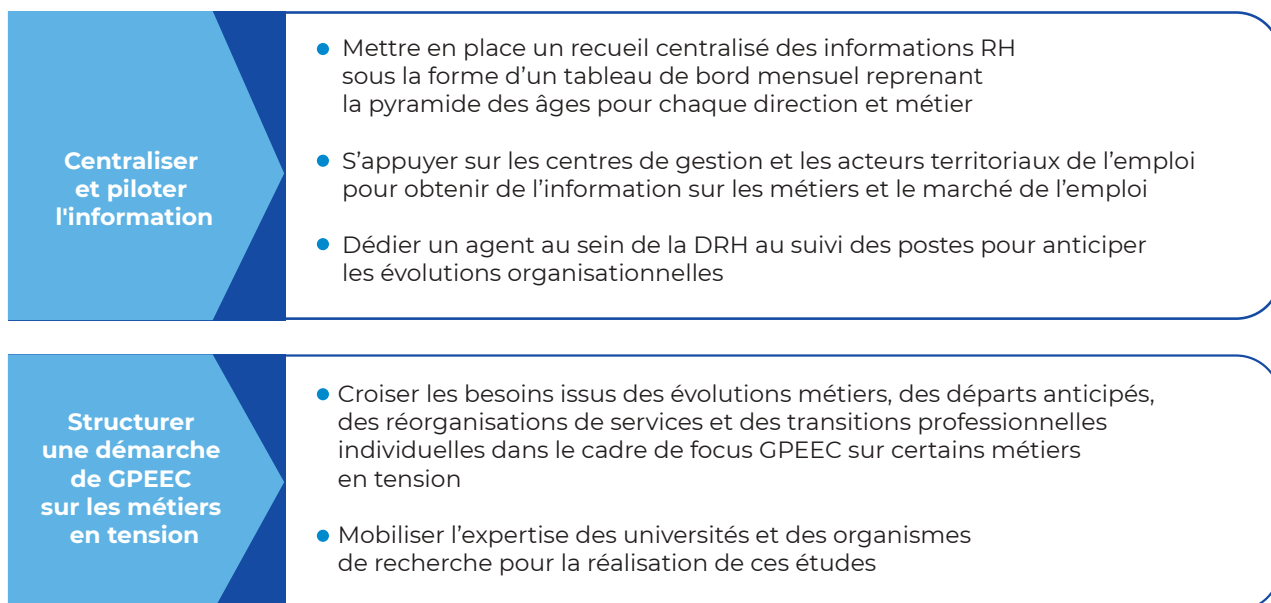 Centraliser
et piloter
l'information
● Mettre en place un recueil centralisé des informations RH
sous la forme d’un tableau de bord mensuel reprenant
la pyramide des âges pour chaque direction et métier
● S’appuyer sur les centres de gestion et les acteurs territoriaux de l’emploi
pour obtenir de l’information sur les métiers et le marché de l’emploi
● Dédier un agent au sein de la DRH au suivi des postes pour anticiper
les évolutions organisationnelles
Structurer
une démarche
de GPEEC
sur les métiers
en tension
● Croiser les besoins issus des évolutions métiers, des départs anticipés,
des réorganisations de services et des transitions professionnelles
individuelles dans le cadre de focus GPEEC sur certains métiers
en tension
● Mobiliser l’expertise des universités et des organismes
de recherche pour la réalisation de ces études